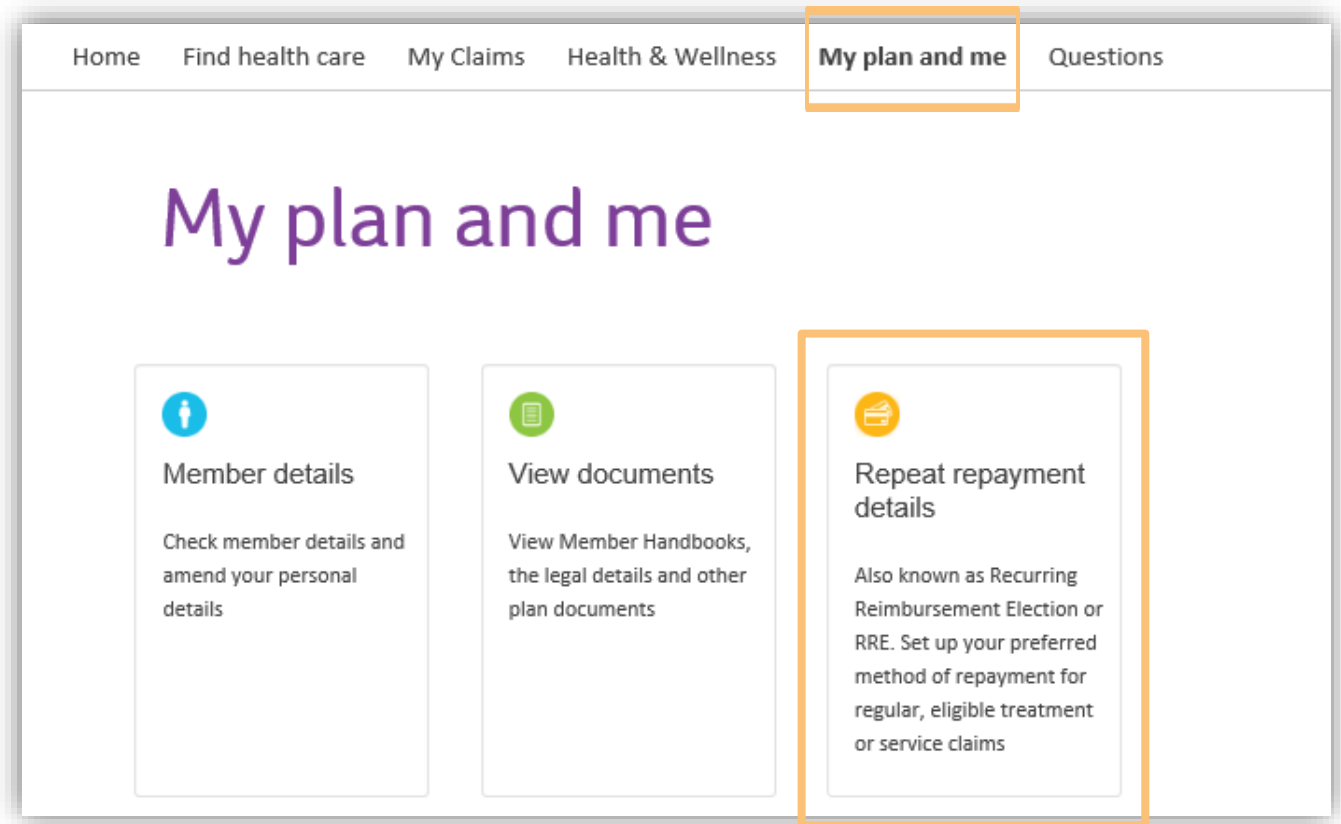 Home Find health care My Claims Health & Wellness My plan and me Questions
My plan and me
Member details
Check member details and
amend your personal
details
View documents
View Member Handbooks,
the legal details and other
plan documents
Repeat repayment
details
Also known as Recurring
Reimbursement Election or
RRE. Set up your preferred
method of repayment for
regular, eligible treatment
or service claims